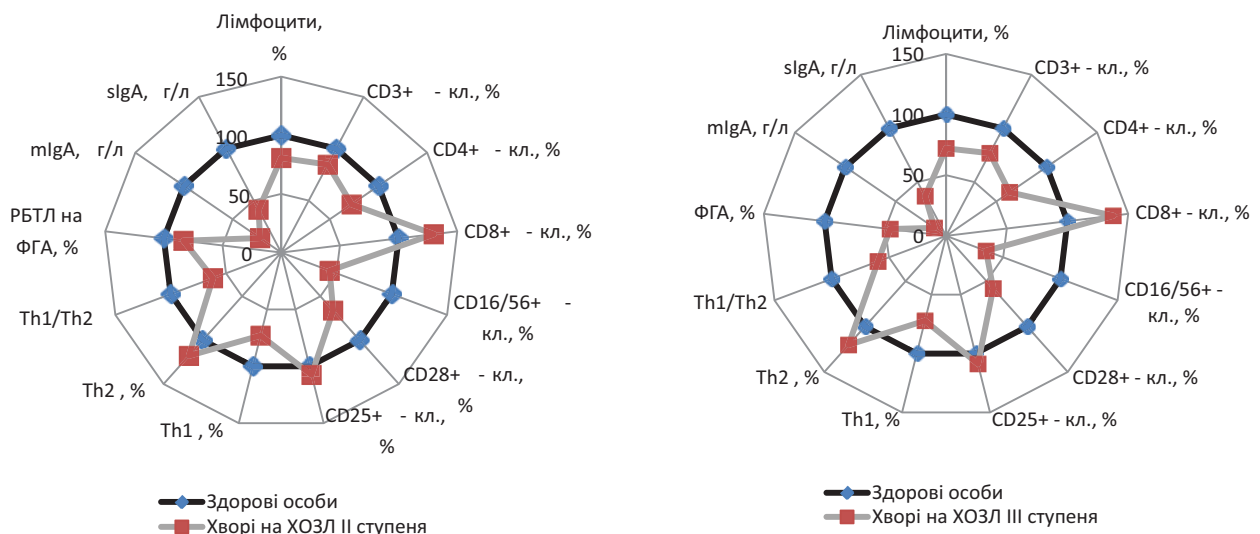 Лімфоцити,
%
150
100
50
0
CD3+ - кл., %
CD4+ - кл., %
CD8+ - кл., %
CD16/56+ -
кл., %
CD28+ - кл.,
%
CD25+ - кл.,
%
Th1 , %
Th2 , %
Th1/Th2
РБТЛ на
ФГА, %
mIgA, г/л
sIgA, г/л
Здорові особи
Хворі на ХОЗЛ II ступеня
Лімфоцити, %
150
100
50
0
CD3+ - кл., %
CD4+ - кл., %
CD8+ - кл., %
CD16/56+ -
кл., %
CD28+ - кл., %
CD25+ - кл., %
Th1, %
Th2 , %
Th1/Th2
ФГА, %
mIgA, г/л
sIgA, г/л
Здорові особи
Хворі на ХОЗЛ III ступеня